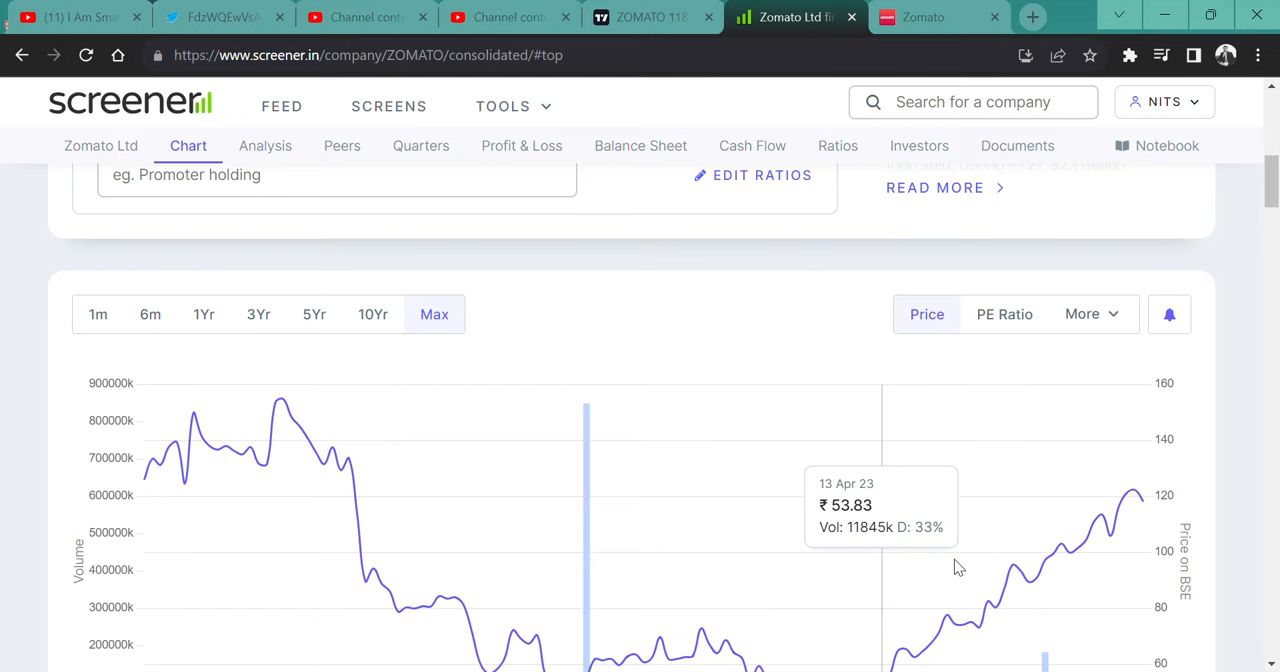 (11) I Am Sma
FdzWQEwVsA
Channel cont
Channel cont
ZOMATO 118
Zomato Ltd fir
Zomato
https://www.screener.in/company/ZOMATO/consolidated/#top
screener
FEED
SCREENS
TOOLS
Search for a company
NITS
Zomato Ltd
Chart
Analysis
Peers
Quarters
Profit & Loss
Balance Sheet
Cash Flow
Ratios
Investors
Documents
Notebook
eg. Promoter holding
EDIT RATIOS
READ MORE
1m
6m
1Yr
3Yr
5Yr
10Yr
Max
Price
PE Ratio
More
900000k
160
800000k
140
700000k
13 Apr 23
₹ 53.83
Vol: 11845k D: 33%
600000k
120
500000k
100
400000k
300000k
80
200000k
60
Volume
Price on BSE